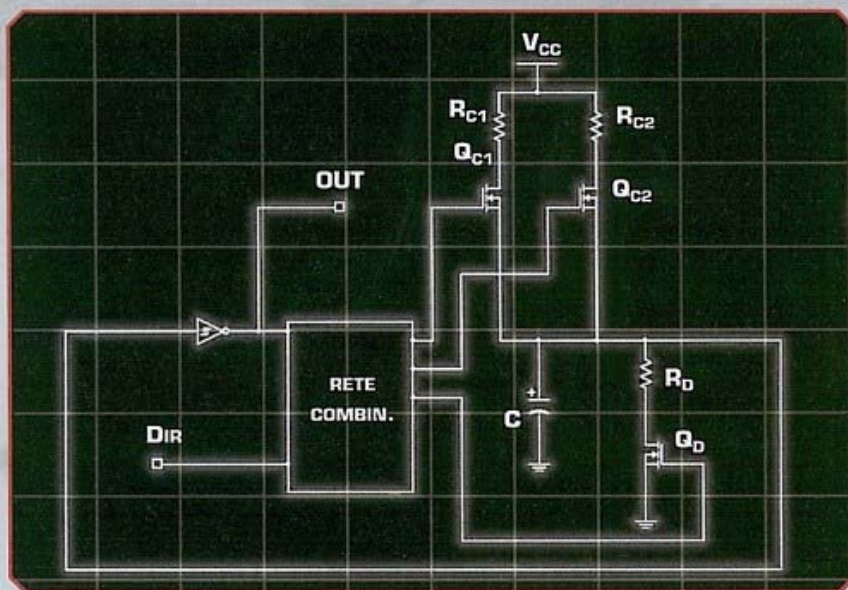 VCC
RC1
RC2
QC1
OUT
QC2
RETE
COMBIN.
RD
DIR
C
+
QD